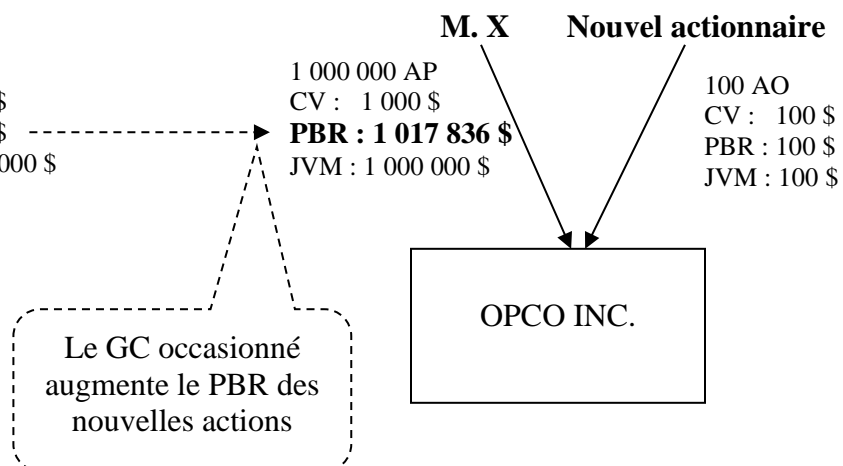 M. X Nouvel actionnaire
1 000 000 AP
CV : 1 000 $
PBR : 1 017 836 $
JVM : 1 000 000 $
100 AO
CV : 100 $
PBR : 100 $
JVM : 100 $
$
$
000 $
OPCO INC.
Le GC occasionné
augmente le PBR des
nouvelles actions